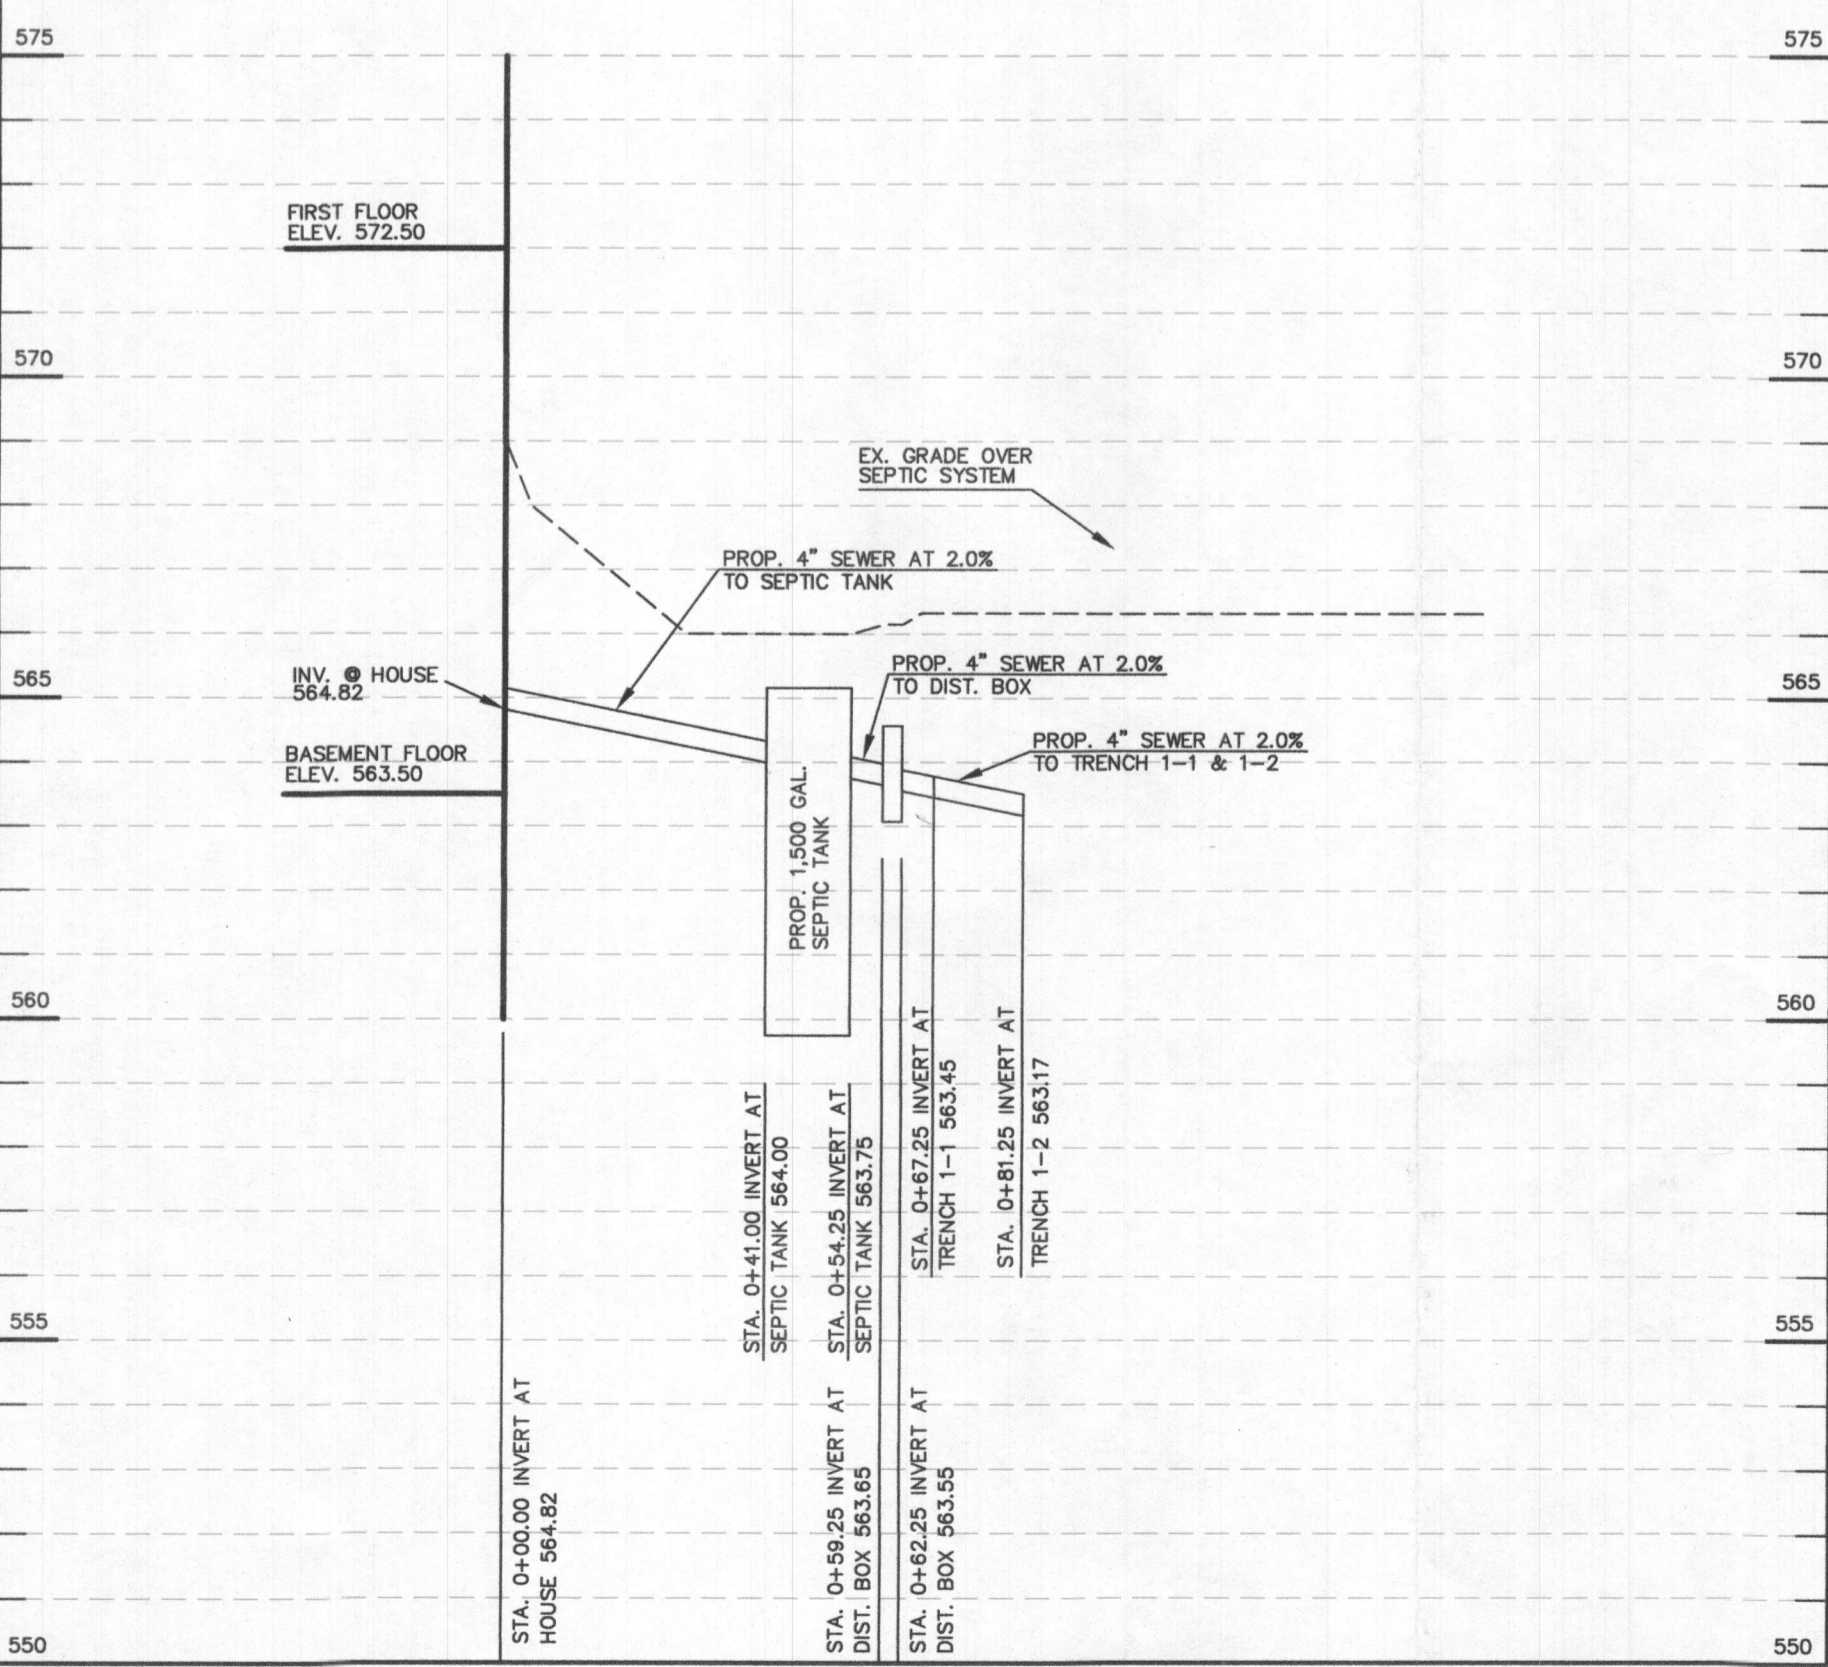 575
575
FIRST FLOOR
ELEV. 572.50
570
570
EX. GRADE OVER
SEPTIC SYSTEM
PROP. 4" SEWER AT 2.0%
TO SEPTIC TANK
565
565
INV. @ HOUSE
564.82
PROP. 4" SEWER AT 2.0%
TO DIST. BOX
BASEMENT FLOOR
ELEV. 563.50
PROP. 4" SEWER AT 2.0%
TO TRENCH 1-1 & 1-2
PROP. 1,500 GAL.
SEPTIC TANK
560
560
STA. 0+00.00 INVERT AT
HOUSE 564.82
STA. 0+41.00 INVERT AT
SEPTIC TANK 564.00
STA. 0+54.25 INVERT AT
SEPTIC TANK 563.75
STA. 0+59.25 INVERT AT
DIST. BOX 563.65
STA. 0+62.25 INVERT AT
DIST. BOX 563.55
STA. 0+67.25 INVERT AT
TRENCH 1-1 563.45
STA. 0+81.25 INVERT AT
TRENCH 1-2 563.17
555
555
550
550